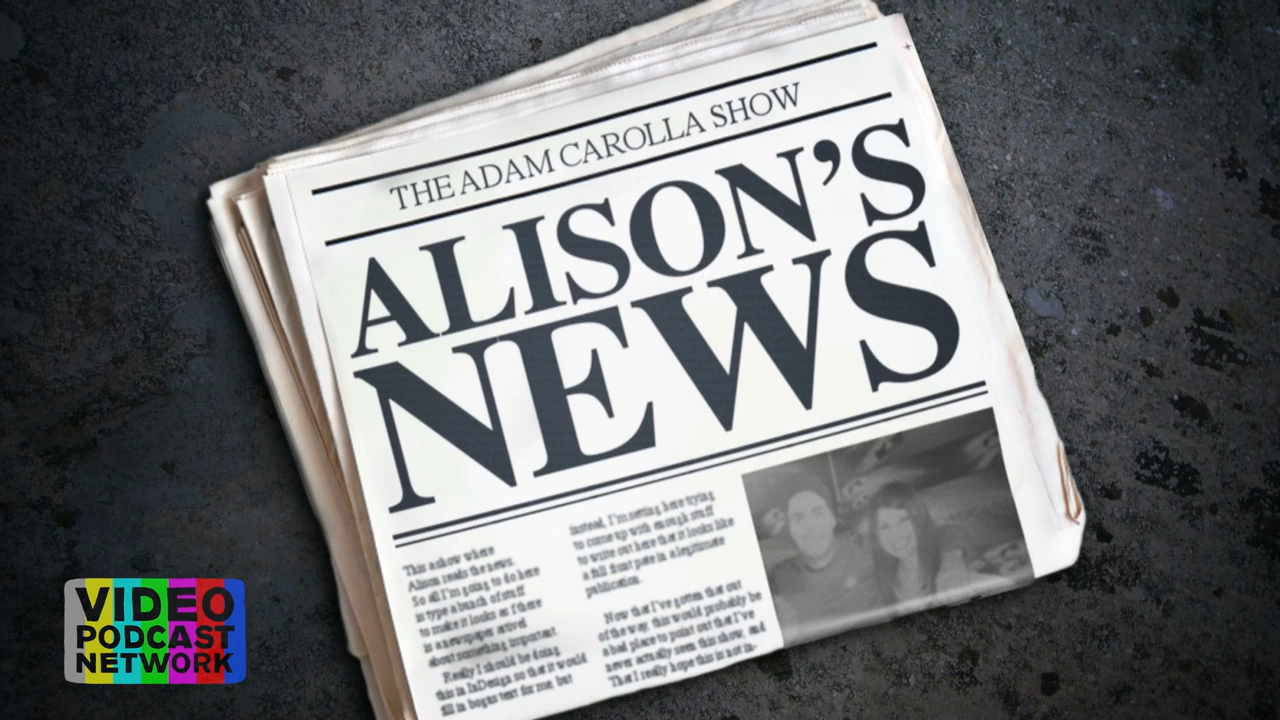 THE ADAM CAROLLA SHOW
ALISON'S
NEWS
This a show where
Alison reads the news.
So all I'm going to do here
is type a bunch of stuff
to make it looks as if there
is a newspaper artivel
about something important.
Really I should be doing
this in InDesign so that it would
fill in bogus text for me, but
instead, I'm setting here trying
to come up with enough stuff
to write out here that it looks like
a full front pate in a legitimate
publication.
Now that I've gotten that out
of the way, this would probably be
a bad place to point out that I've
never actually seen this show, and
That I really hope this is not in-
VIDEO
PODCAST
NETWORK